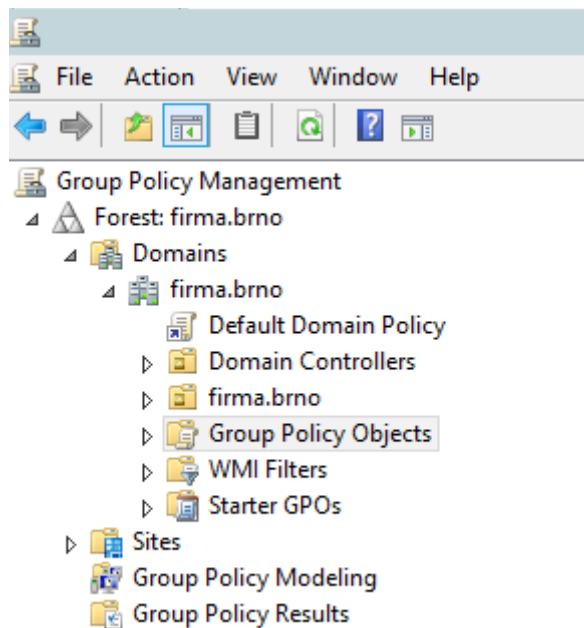 File Action View Window Help
Group Policy Management
Forest: firma.brno
Domains
firma.brno
Default Domain Policy
Domain Controllers
firma.brno
Group Policy Objects
WMI Filters
Starter GPOs
Sites
Group Policy Modeling
Group Policy Results